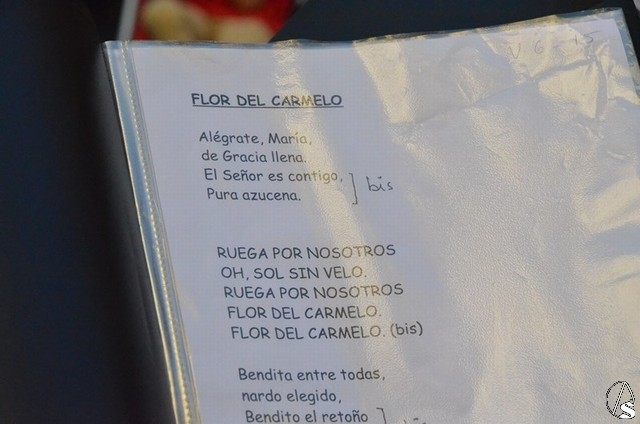 V 6-15
FLOR DEL CARMELO
Alégrate, María,
de Gracia llena.
El Señor es contigo,
Pura azucena.
bis
RUEGA POR NOSOTROS
OH, SOL SIN VELO.
RUEGA POR NOSOTROS
FLOR DEL CARMELO.
FLOR DEL CARMELO. (bis)
Bendita entre todas,
nardo elegido,
Bendito el retoño